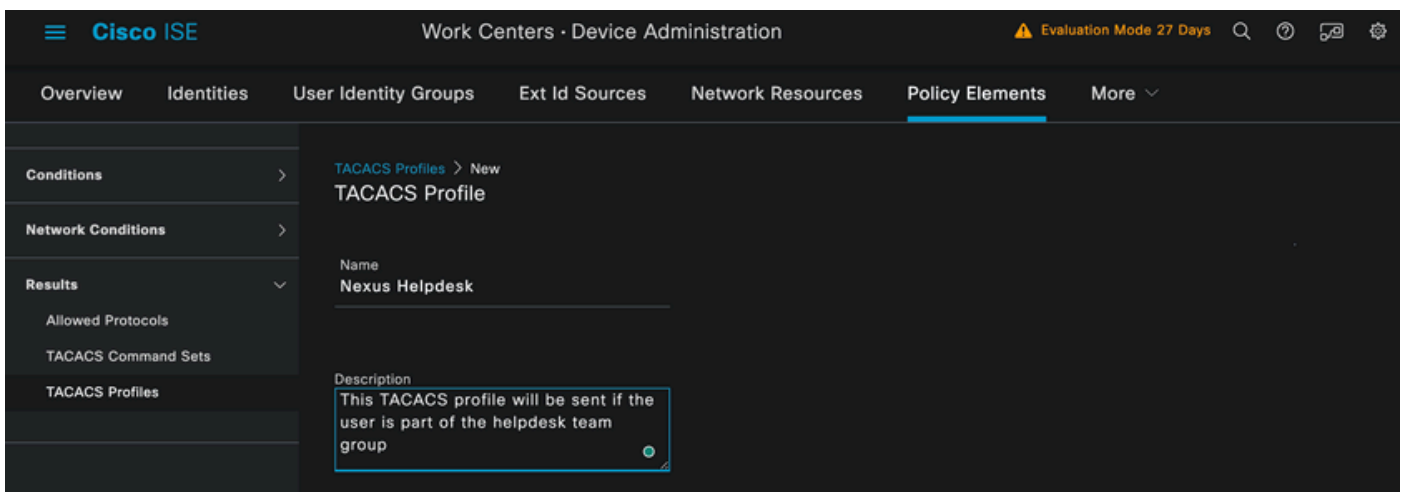 Cisco ISE
Work Centers · Device Administration
Evaluation Mode 27 Days
Overview
Identities
User Identity Groups
Ext Id Sources
Network Resources
Policy Elements
More
Conditions
Network Conditions
Results
Allowed Protocols
TACACS Command Sets
TACACS Profiles
TACACS Profiles > New
TACACS Profile
Name
Nexus Helpdesk
Description
This TACACS profile will be sent if the
user is part of the helpdesk team
group